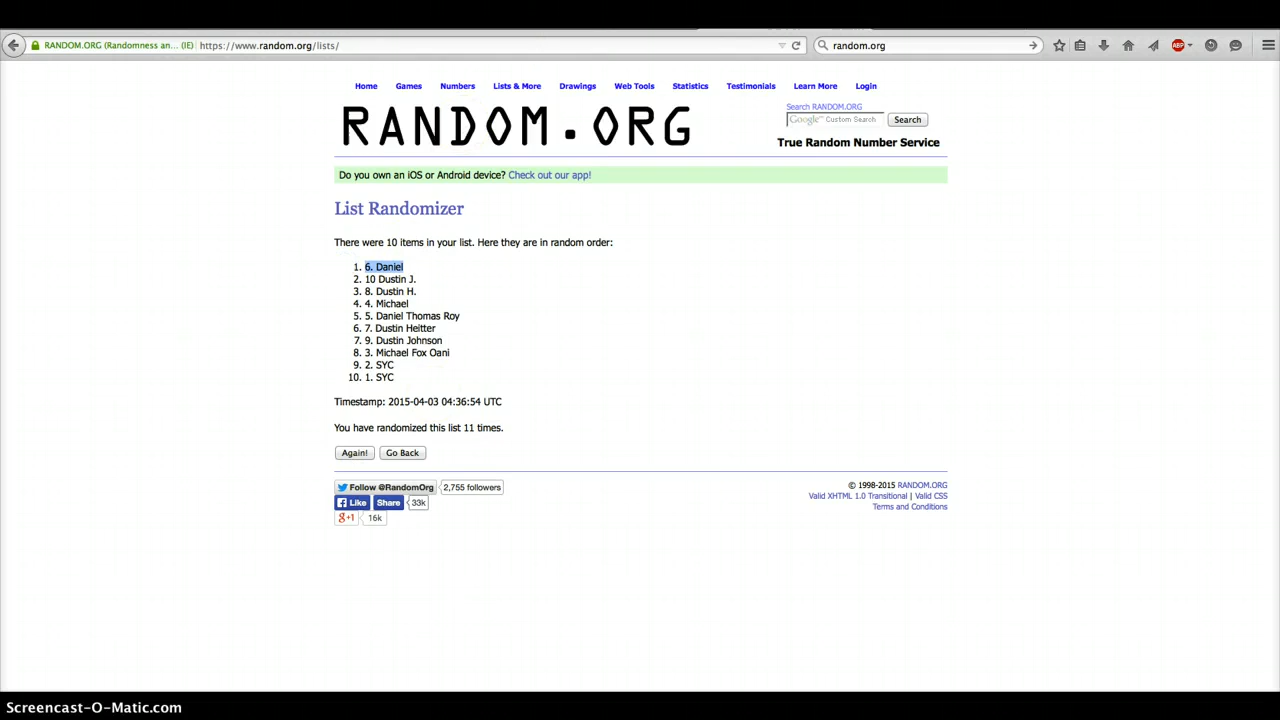 RANDOM.ORG (Randomness an... (IE) https://www.random.org/lists/ random.org ABP
Home Games Numbers Lists & More Drawings Web Tools Statistics Testimonials Learn More Login
RANDOM.ORG
Search RANDOM.ORG
Google™ Custom Search Search
True Random Number Service
Do you own an iOS or Android device? Check out our app!
List Randomizer
There were 10 items in your list. Here they are in random order:
1. 6. Daniel
2. 10 Dustin J.
3. 8. Dustin H.
4. 4. Michael
5. 5. Daniel Thomas Roy
6. 7. Dustin Heitter
7. 9. Dustin Johnson
8. 3. Michael Fox Oani
9. 2. SYC
10. 1. SYC
Timestamp: 2015-04-03 04:36:54 UTC
You have randomized this list 11 times.
Again! Go Back
Follow @RandomOrg 2,755 followers
Like Share 33k
g+1 16k
© 1998-2015 RANDOM.ORG
Valid XHTML 1.0 Transitional | Valid CSS
Terms and Conditions
Screencast-O-Matic.com